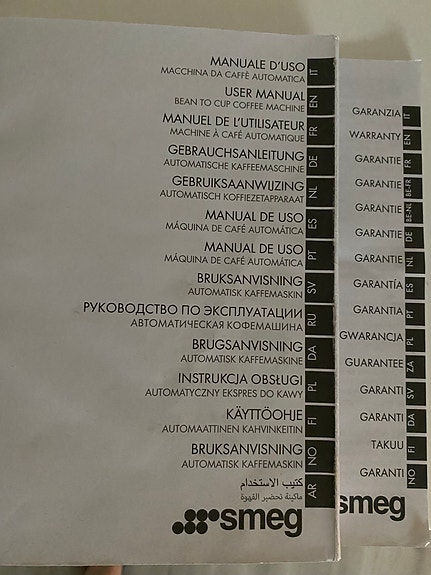 MANUALE D'USO IT
MACCHINA DA CAFFÈ AUTOMATICA
USER MANUAL EN
BEAN TO CUP COFFEE MACHINE
MANUEL DE L'UTILISATEUR FR
MACHINE À CAFÉ AUTOMATIQUE
GEBRAUCHSANLEITUNG DE
AUTOMATISCHE KAFFEEMASCHINE
GEBRUIKSAANWIJZING NL
AUTOMATISCH KOFFIEZETAPPARAAT
MANUAL DE USO ES
MÁQUINA DE CAFÉ AUTOMÁTICA
MANUAL DE USO PT
MÁQUINA DE CAFÉ AUTOMÁTICA
BRUKSANVISNING SV
AUTOMATISK KAFFEMASKIN
РУКОВОДСТВО ПО ЭКСПЛУАТАЦИИ RU
АВТОМАТИЧЕСКАЯ КОФЕМАШИНА
BRUGSANVISNING DA
AUTOMATISK KAFFEMASKINE
INSTRUKCJA OBSŁUGI PL
AUTOMATYCZNY EKSPRES DO KAWY
KÄYTTÖOHJE FI
AUTOMAATTINEN KAHVINKEITIN
BRUKSANVISNING NO
AUTOMATISK KAFFEMASKIN
كتيب الاستخدام AR
ماكينة تحضير القهوة
smeg
GARANZIA IT
WARRANTY EN
GARANTIE FR
GARANTIE BE-FR
GARANTIE BE-NL
GARANTIE DE
GARANTIE NL
GARANTÍA ES
GARANTIA PT
GWARANCJA PL
GUARANTEE ZA
GARANTI SV
GARANTI DA
TAKUU FI
GARANTI NO
smeg